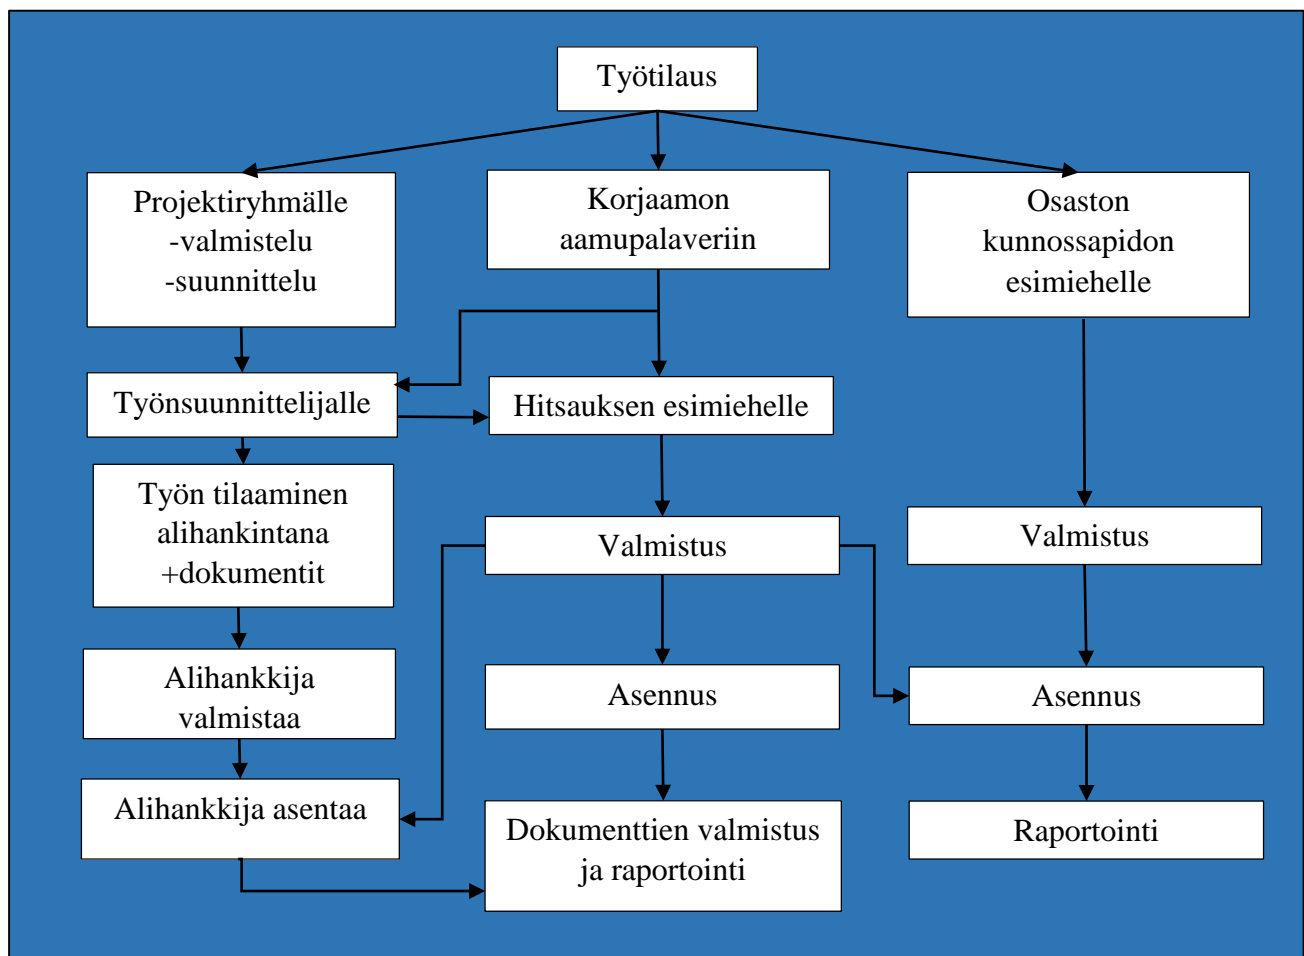 Työtilaus
Projektiryhmälle
-valmistelu
-suunnittelu
Korjaamon
aamupalaveriin
Osaston
kunnossapidon
esimiehelle
Työnsuunnittelijalle
Hitsauksen esimiehelle
Työn tilaaminen
alihankintana
+dokumentit
Valmistus
Valmistus
Alihankkija
valmistaa
Asennus
Asennus
Alihankkija asentaa
Dokumenttien valmistus
ja raportointi
Raportointi